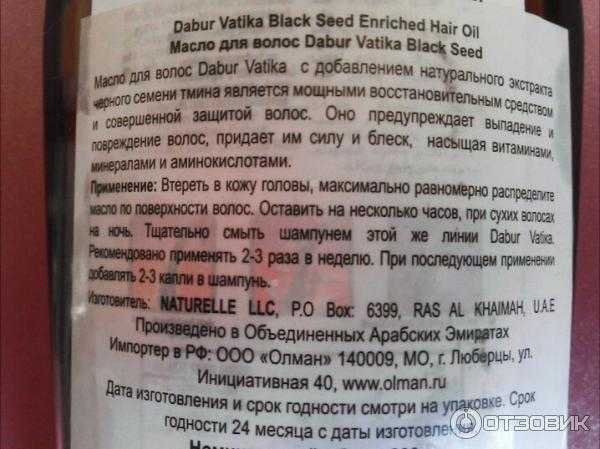 Dabur Vatika Black Seed Enriched Hair Oil
Масло для волос Dabur Vatika Black Seed
Масло для волос Dabur Vatika с добавлением натурального экстракта
черного семени тмина является мощными восстановительным средством
и совершенной защитой волос. Оно предупреждает выпадение и
повреждение волос, придает им силу и блеск, насыщая витаминами,
минералами и аминокислотами.
Применение: Втереть в кожу головы, максимально равномерно распределите
масло по поверхности волос. Оставить на несколько часов, при сухих волосах
на ночь. Тщательно смыть шампунем этой же линии Dabur Vatika.
Рекомендовано применять 2-3 раза в неделю. При последующем применении
добавлять 2-3 капли в шампунь.
Изготовитель: NATURELLE LLC, P.O Box: 6399, RAS AL KHAIMAH, U.A.E
Произведено в Объединенных Арабских Эмиратах
Импортер в РФ: ООО «Олман» 140009, МО, г. Люберцы, ул.
Инициативная 40, www.olman.ru
Дата изготовления и срок годности смотри на упаковке. Срок
годности 24 месяца с даты изготовления
ОТЗОВИК